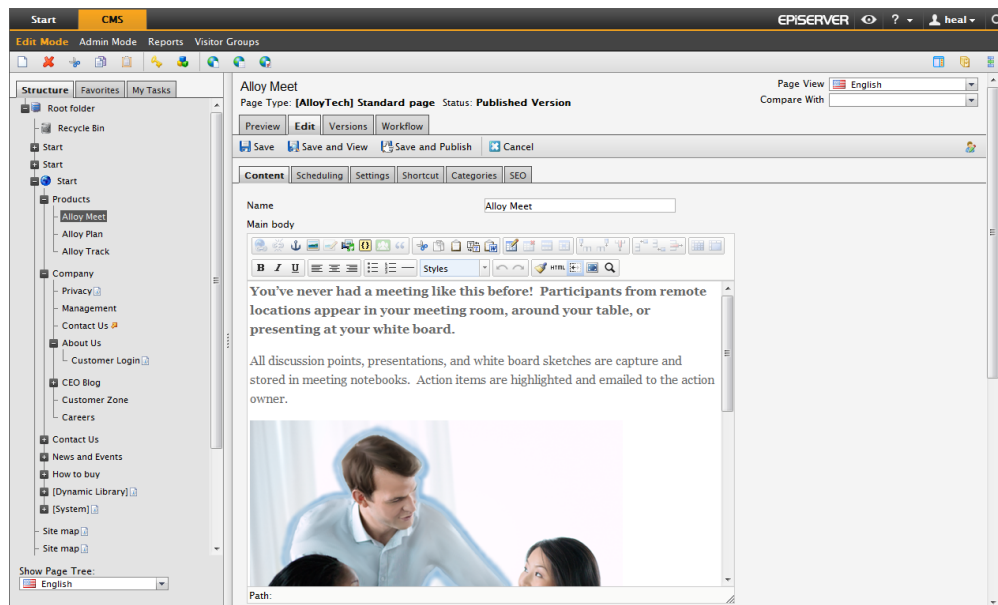 Start CMS EPiSERVER ? heal
Edit Mode Admin Mode Reports Visitor Groups
Structure Favorites My Tasks
Root folder
Recycle Bin
Start
Start
Start
Products
Alloy Meet
Alloy Plan
Alloy Track
Company
Privacy
Management
Contact Us
About Us
Customer Login
CEO Blog
Customer Zone
Careers
Contact Us
News and Events
How to buy
[Dynamic Library]
[System]
Site map
Site map
Show Page Tree:
English
Alloy Meet
Page Type: [AlloyTech] Standard page Status: Published Version
Page View English
Compare With
Preview Edit Versions Workflow
Save Save and View Save and Publish Cancel
Content Scheduling Settings Shortcut Categories SEO
Name Alloy Meet
Main body
B I U Styles HTML
You've never had a meeting like this before! Participants from remote
locations appear in your meeting room, around your table, or
presenting at your white board.
All discussion points, presentations, and white board sketches are capture and
stored in meeting notebooks. Action items are highlighted and emailed to the action
owner.
Path: